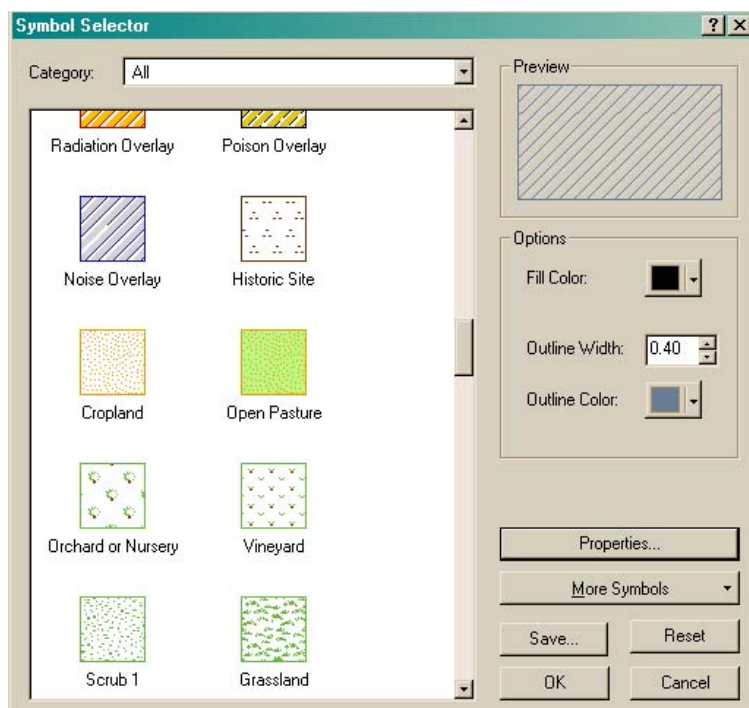 Symbol Selector
Category: All
Radiation Overlay Poison Overlay
Noise Overlay Historic Site
Cropland Open Pasture
Orchard or Nursery Vineyard
Scrub 1 Grassland
Preview
Options
Fill Color:
Outline Width: 0.40
Outline Color:
Properties...
More Symbols
Save... Reset
OK Cancel